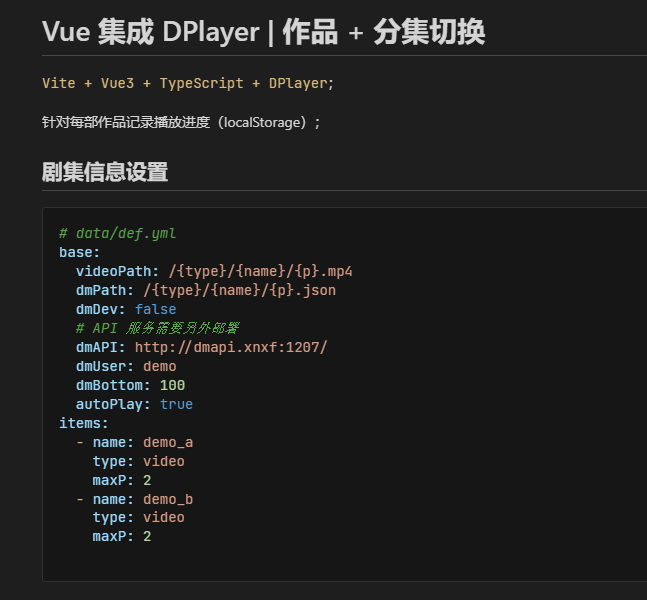 Vue 集成 DPlayer | 作品 + 分集切换
Vite + Vue3 + TypeScript + DPlayer;
针对每部作品记录播放进度（localStorage）;
剧集信息设置
# data/def.yml
base:
  videoPath: /{type}/{name}/{p}.mp4
  dmPath: /{type}/{name}/{p}.json
  dmDev: false
  # API 服务需要另外部署
  dmAPI: http://dmapi.xnxf:1207/
  dmUser: demo
  dmBottom: 100
  autoPlay: true
items:
  - name: demo_a
    type: video
    maxP: 2
  - name: demo_b
    type: video
    maxP: 2